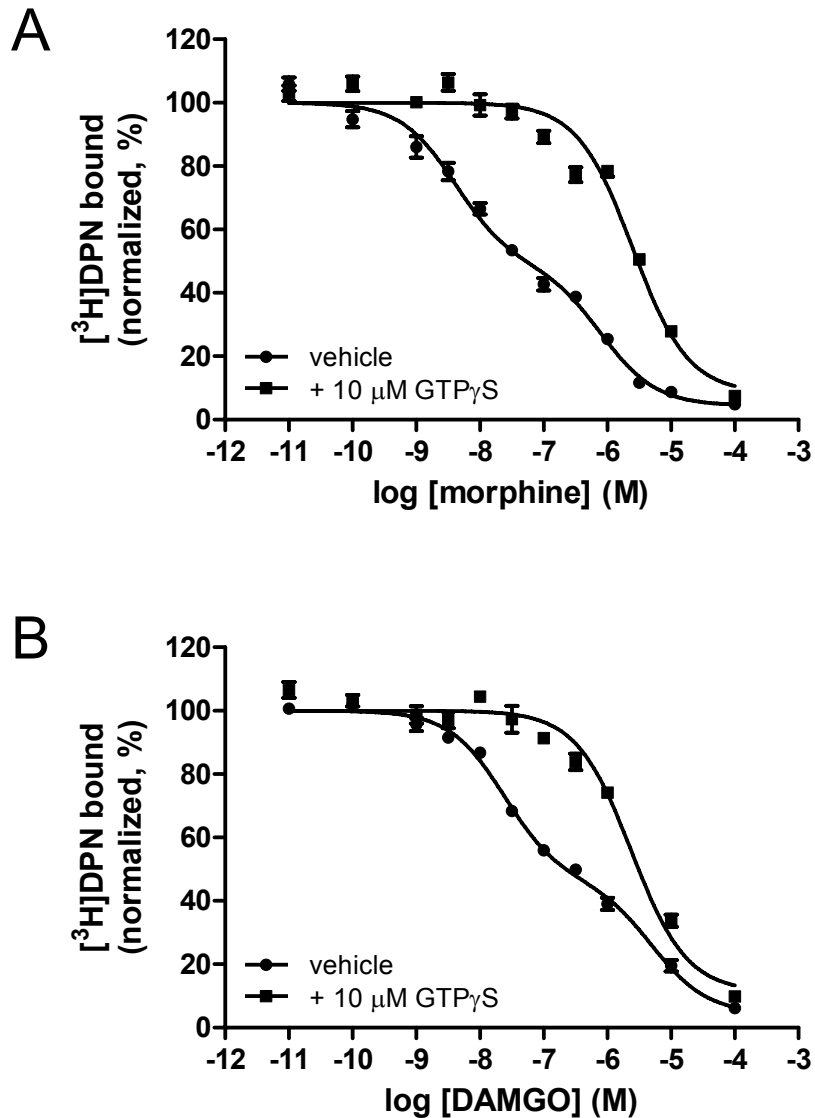 A
120
100
80
60
40
20
0
[³H]DPN bound
(normalized, %)
vehicle
+ 10 μM GTPγS
-12 -11 -10 -9 -8 -7 -6 -5 -4 -3
log [morphine] (M)
B
120
100
80
60
40
20
0
[³H]DPN bound
(normalized, %)
vehicle
+ 10 μM GTPγS
-12 -11 -10 -9 -8 -7 -6 -5 -4 -3
log [DAMGO] (M)